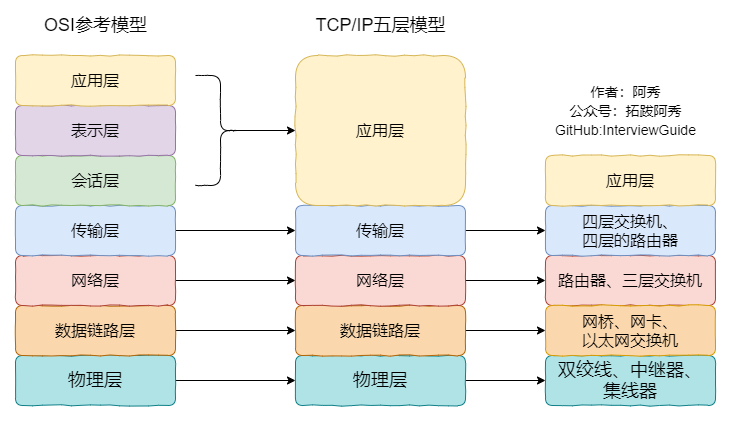 OSI参考模型
应用层
表示层
会话层
传输层
网络层
数据链路层
物理层
TCP/IP五层模型
应用层
传输层
网络层
数据链路层
物理层
作者：阿秀
公众号：拓跋阿秀
GitHub:InterviewGuide
应用层
四层交换机、
四层的路由器
路由器、三层交换机
网桥、网卡、
以太网交换机
双绞线、中继器、
集线器